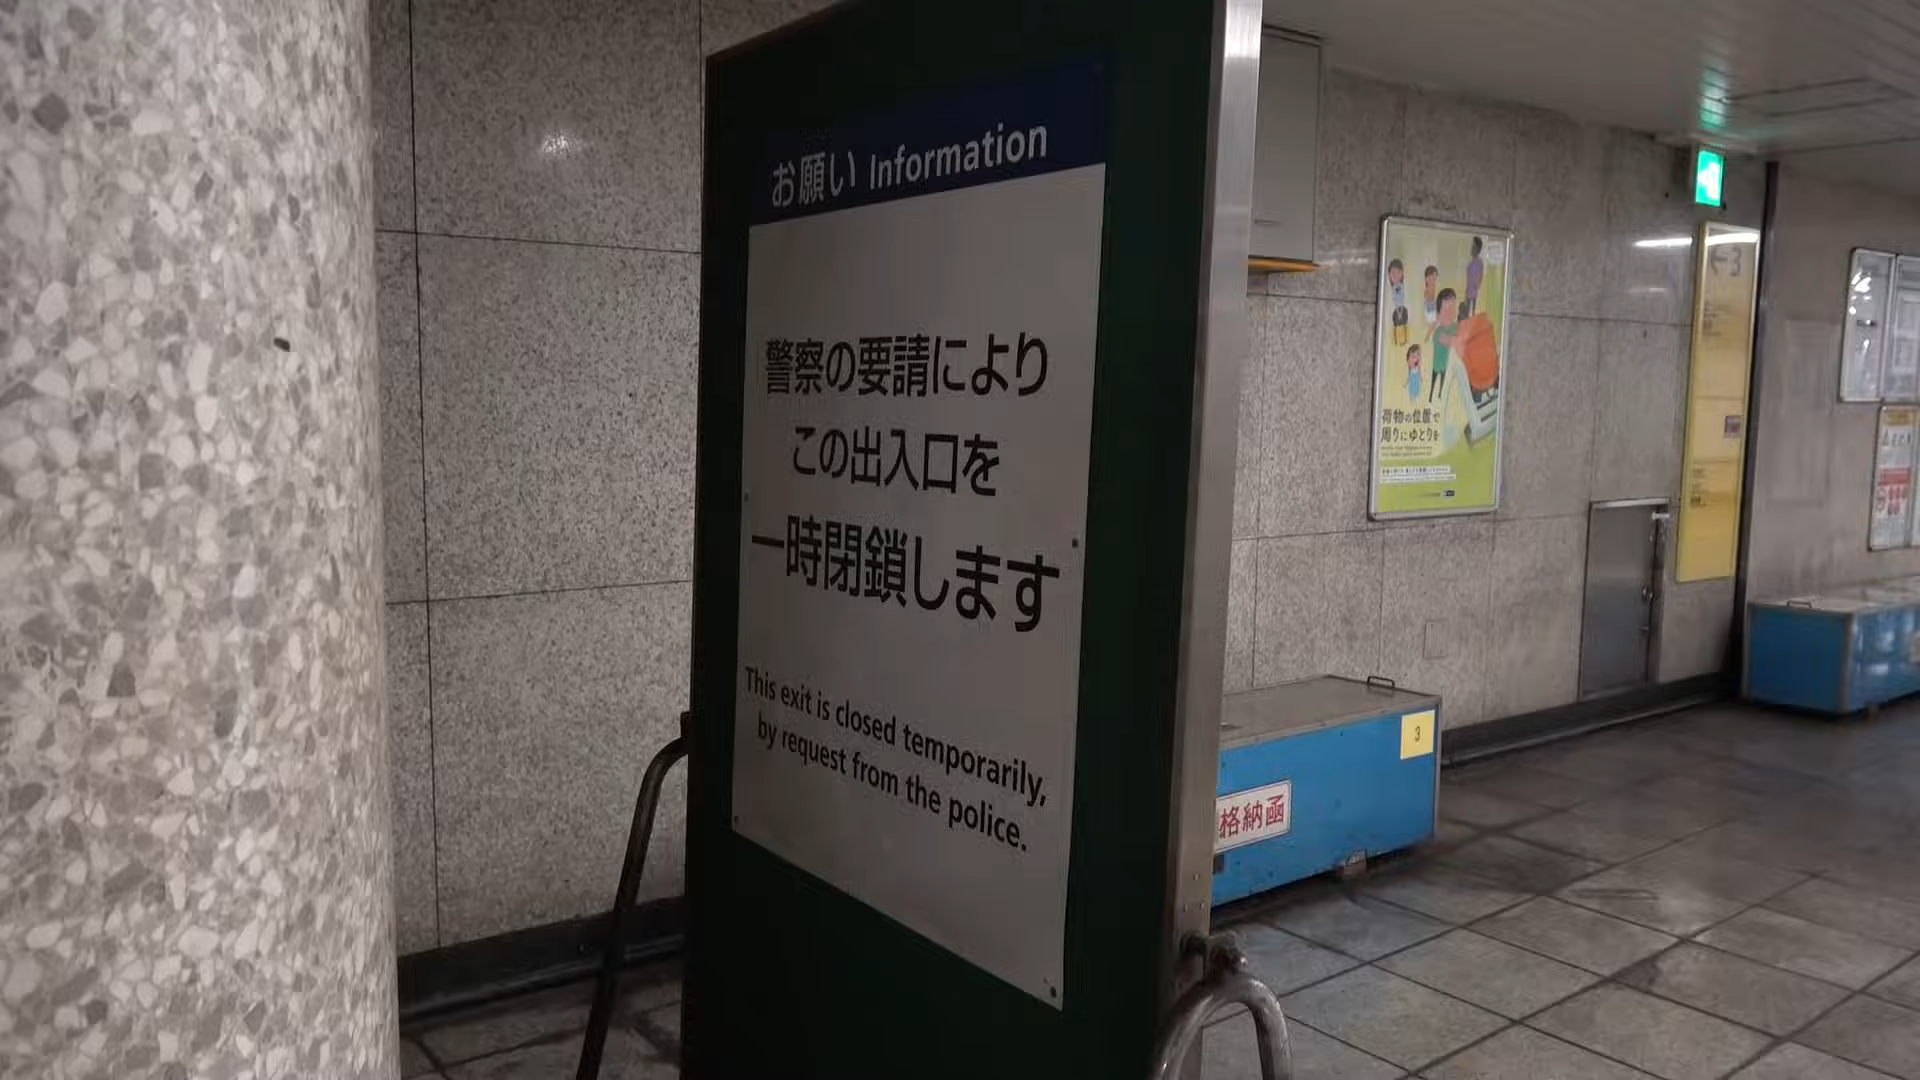 お願い Information
警察の要請により
この出入口を
一時閉鎖します
This exit is closed temporarily,
by request from the police.
荷物の位置で
周りにゆとりを
3
格納函